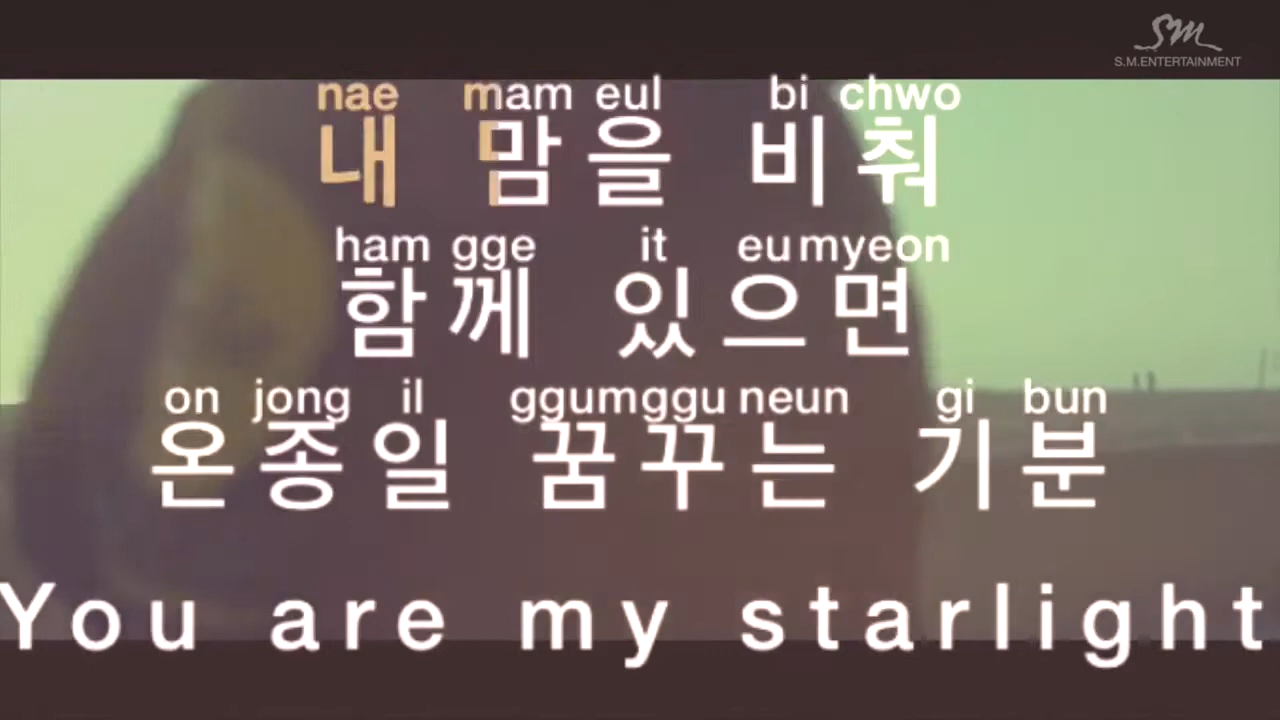 SM
S.M.ENTERTAINMENT
nae mam eul bi chwo
내 맘을 비춰
ham gge it eu myeon
함께 있으면
on jong il ggumggu neun gi bun
온종일 꿈꾸는 기분
You are my starlight